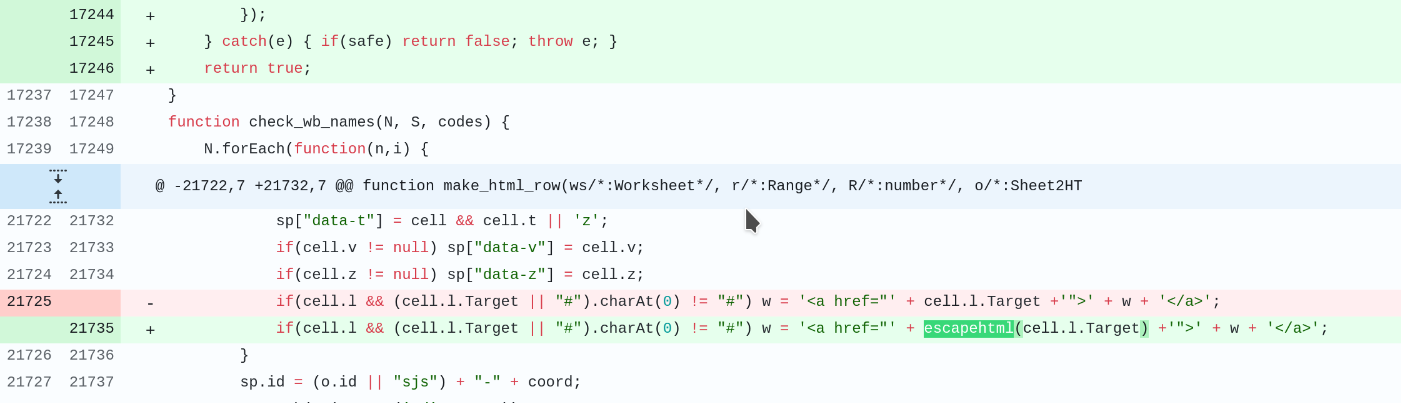 17244 + });
17245 + } catch(e) { if(safe) return false; throw e; }
17246 + return true;
17237 17247 }
17238 17248 function check_wb_names(N, S, codes) {
17239 17249 N.forEach(function(n,i) {
@ -21722,7 +21732,7 @@ function make_html_row(ws/*:Worksheet*/, r/*:Range*/, R/*:number*/, o/*:Sheet2HT
21722 21732 sp["data-t"] = cell && cell.t || 'z';
21723 21733 if(cell.v != null) sp["data-v"] = cell.v;
21724 21734 if(cell.z != null) sp["data-z"] = cell.z;
21725 - if(cell.l && (cell.l.Target || "#").charAt(0) != "#") w = '<a href="' + cell.l.Target +'">' + w + '</a>';
21735 + if(cell.l && (cell.l.Target || "#").charAt(0) != "#") w = '<a href="' + escapehtml(cell.l.Target) +'">' + w + '</a>';
21726 21736 }
21727 21737 sp.id = (o.id || "sjs") + "-" + coord;